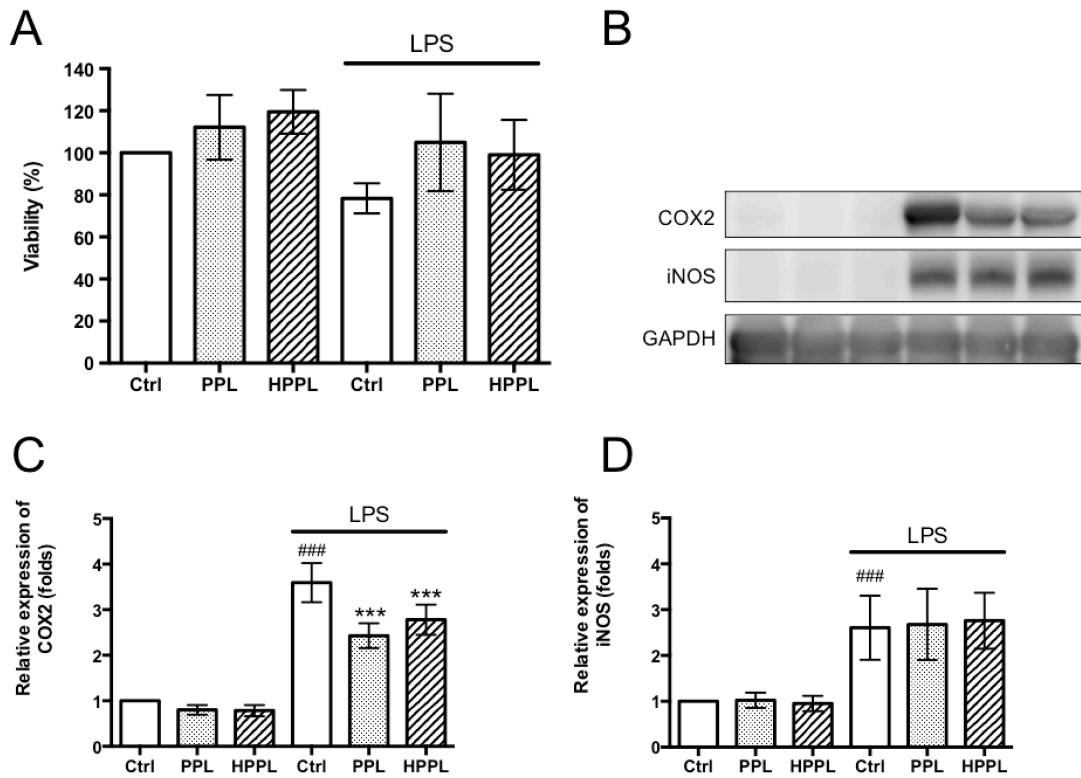 A
LPS
Viability (%)
140
120
100
80
60
40
20
0
Ctrl PPL HPPL Ctrl PPL HPPL
B
COX2
iNOS
GAPDH
C
LPS
Relative expression of
COX2 (folds)
5
4
3
2
1
0
###
***
***
Ctrl PPL HPPL Ctrl PPL HPPL
D
LPS
Relative expression of
iNOS (folds)
5
4
3
2
1
0
###
Ctrl PPL HPPL Ctrl PPL HPPL